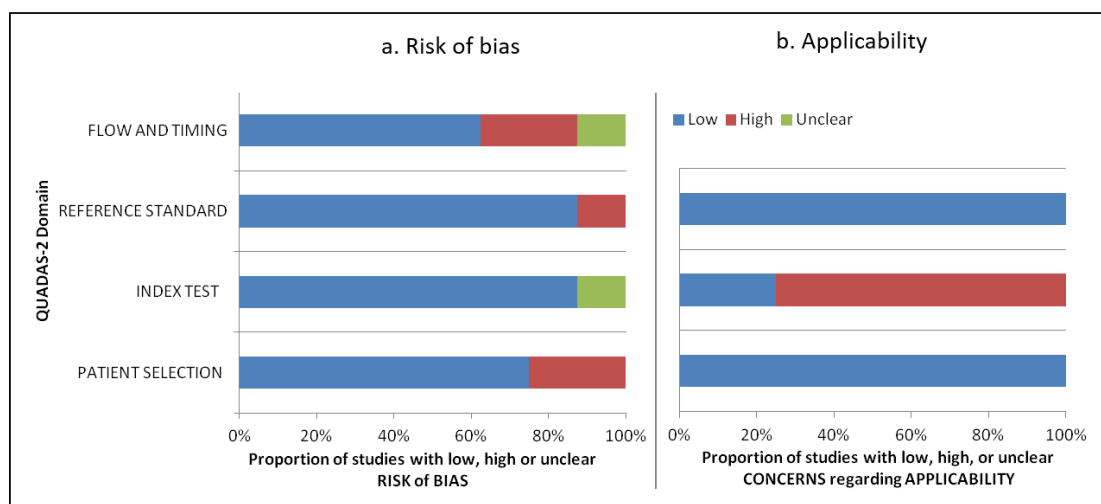 a. Risk of bias
b. Applicability
QUADAS-2 Domain
FLOW AND TIMING
REFERENCE STANDARD
INDEX TEST
PATIENT SELECTION
0% 20% 40% 60% 80% 100%
Proportion of studies with low, high or unclear
RISK of BIAS
Low High Unclear
0% 20% 40% 60% 80% 100%
Proportion of studies with low, high, or unclear
CONCERNS regarding APPLICABILITY